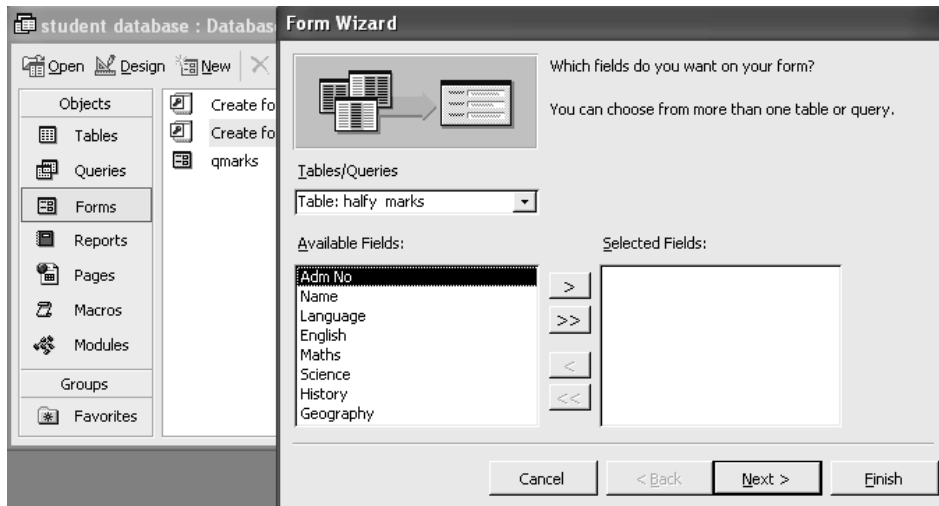 student database : Databas
Open Design New
Objects
Tables
Queries
Forms
Reports
Pages
Macros
Modules
Groups
Favorites
Create fo
Create fo
qmarks
Form Wizard
Which fields do you want on your form?
You can choose from more than one table or query.
Tables/Queries
Table: halfy marks
Available Fields:
Adm No
Name
Language
English
Maths
Science
History
Geography
>
>>
<
<<
Selected Fields:
Cancel < Back Next > Finish